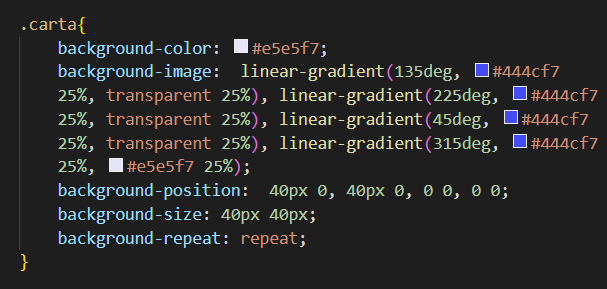 .carta{
background-color: #e5e5f7;
background-image:  linear-gradient(135deg, #444cf7
25%, transparent 25%), linear-gradient(225deg, #444cf7
25%, transparent 25%), linear-gradient(45deg, #444cf7
25%, transparent 25%), linear-gradient(315deg, #444cf7
25%, #e5e5f7 25%);
background-position:  40px 0, 40px 0, 0 0, 0 0;
background-size: 40px 40px;
background-repeat: repeat;
}